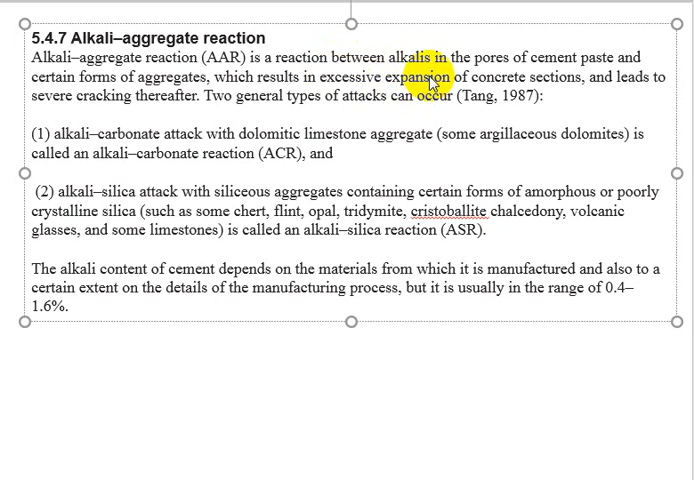 5.4.7 Alkali–aggregate reaction
Alkali–aggregate reaction (AAR) is a reaction between alkalis in the pores of cement paste and
certain forms of aggregates, which results in excessive expansion of concrete sections, and leads to
severe cracking thereafter. Two general types of attacks can occur (Tang, 1987):
(1) alkali–carbonate attack with dolomitic limestone aggregate (some argillaceous dolomites) is
called an alkali–carbonate reaction (ACR), and
(2) alkali–silica attack with siliceous aggregates containing certain forms of amorphous or poorly
crystalline silica (such as some chert, flint, opal, tridymite, cristoballite chalcedony, volcanic
glasses, and some limestones) is called an alkali–silica reaction (ASR).
The alkali content of cement depends on the materials from which it is manufactured and also to a
certain extent on the details of the manufacturing process, but it is usually in the range of 0.4–
1.6%.